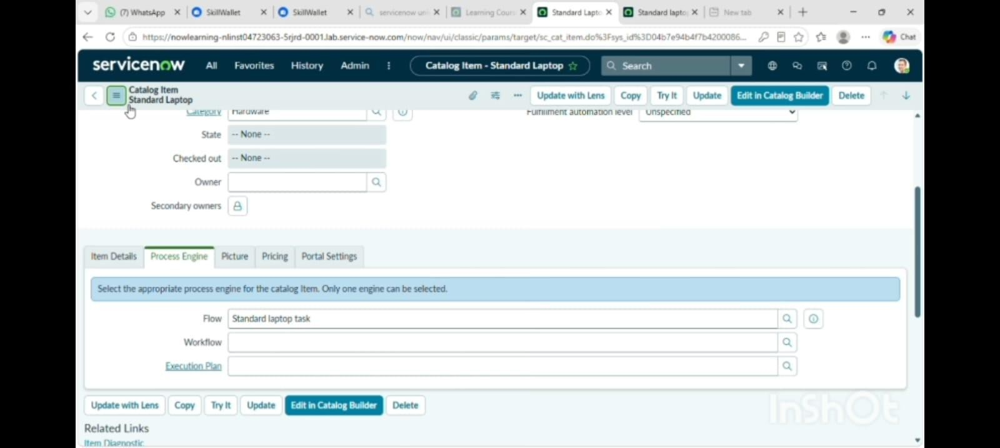 (7) WhatsApp
SkillWallet
SkillWallet
servicenow uni
Learning Cours
Standard Lapto
Standard laptop
New tab
https://nowlearning-nlinst04723063-5rjrd-0001.lab.service-now.com/now/nav/ui/classic/params/target/sc_cat_item.do%3Fsys_id%3D04b7e94b4f7b4200086...
Chat
servicenow
All
Favorites
History
Admin
Catalog Item - Standard Laptop
Search
Catalog Item
Standard Laptop
Update with Lens
Copy
Try It
Update
Edit in Catalog Builder
Delete
Category
Hardware
Fulfillment automation level
Unspecified
State
-- None --
Checked out
-- None --
Owner
Secondary owners
Item Details
Process Engine
Picture
Pricing
Portal Settings
Select the appropriate process engine for the catalog Item. Only one engine can be selected.
Flow
Standard laptop task
Workflow
Execution Plan
Update with Lens
Copy
Try It
Update
Edit in Catalog Builder
Delete
InShOt
Related Links
Item Diagnostic